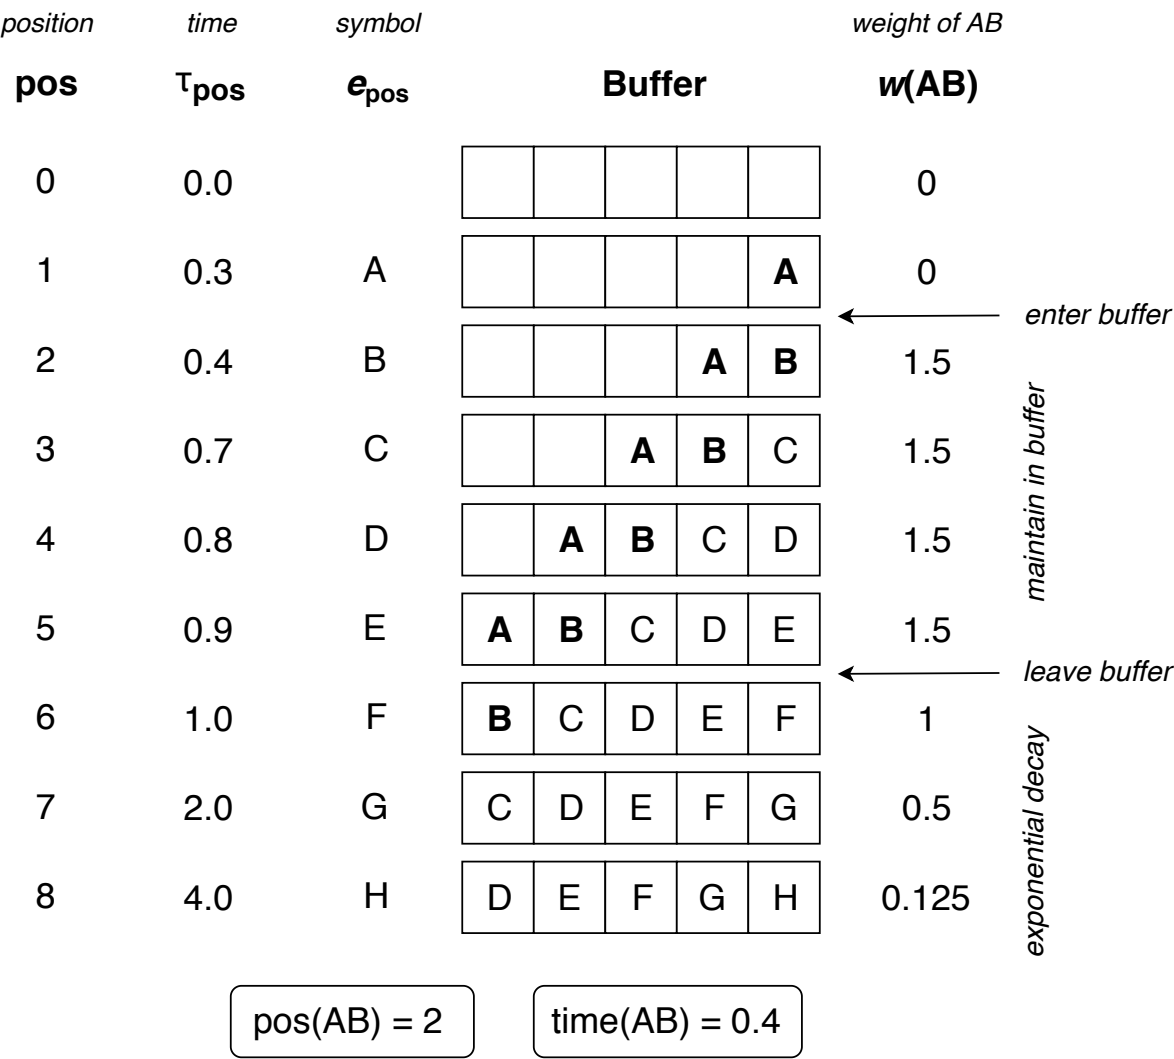 position time symbol weight of AB
pos τpos epos Buffer w(AB)
0 0.0 0
1 0.3 A A 0
enter buffer
2 0.4 B A B 1.5
3 0.7 C A B C 1.5
maintain in buffer
4 0.8 D A B C D 1.5
5 0.9 E A B C D E 1.5
leave buffer
6 1.0 F B C D E F 1
7 2.0 G C D E F G 0.5
exponential decay
8 4.0 H D E F G H 0.125
pos(AB) = 2 time(AB) = 0.4